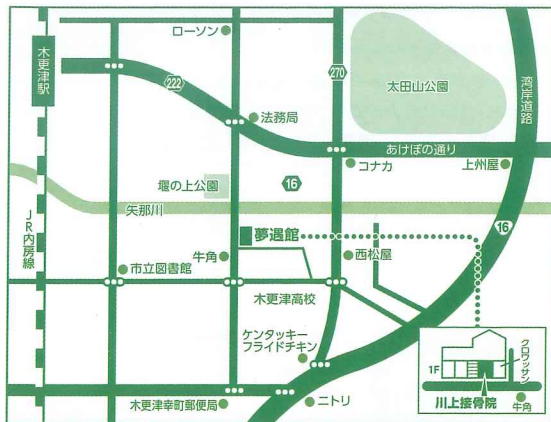 ローソン
木更津駅
222
270
太田山公園
湾岸道路
法務局
あけぼの通り
コナカ
上州屋
堰の上公園
16
矢那川
16
JR内房線
夢遇館
市立図書館
牛角
西松屋
木更津高校
ケンタッキー
フライドチキン
木更津幸町郵便局
ニトリ
1F
クロワッサン
川上接骨院
牛角